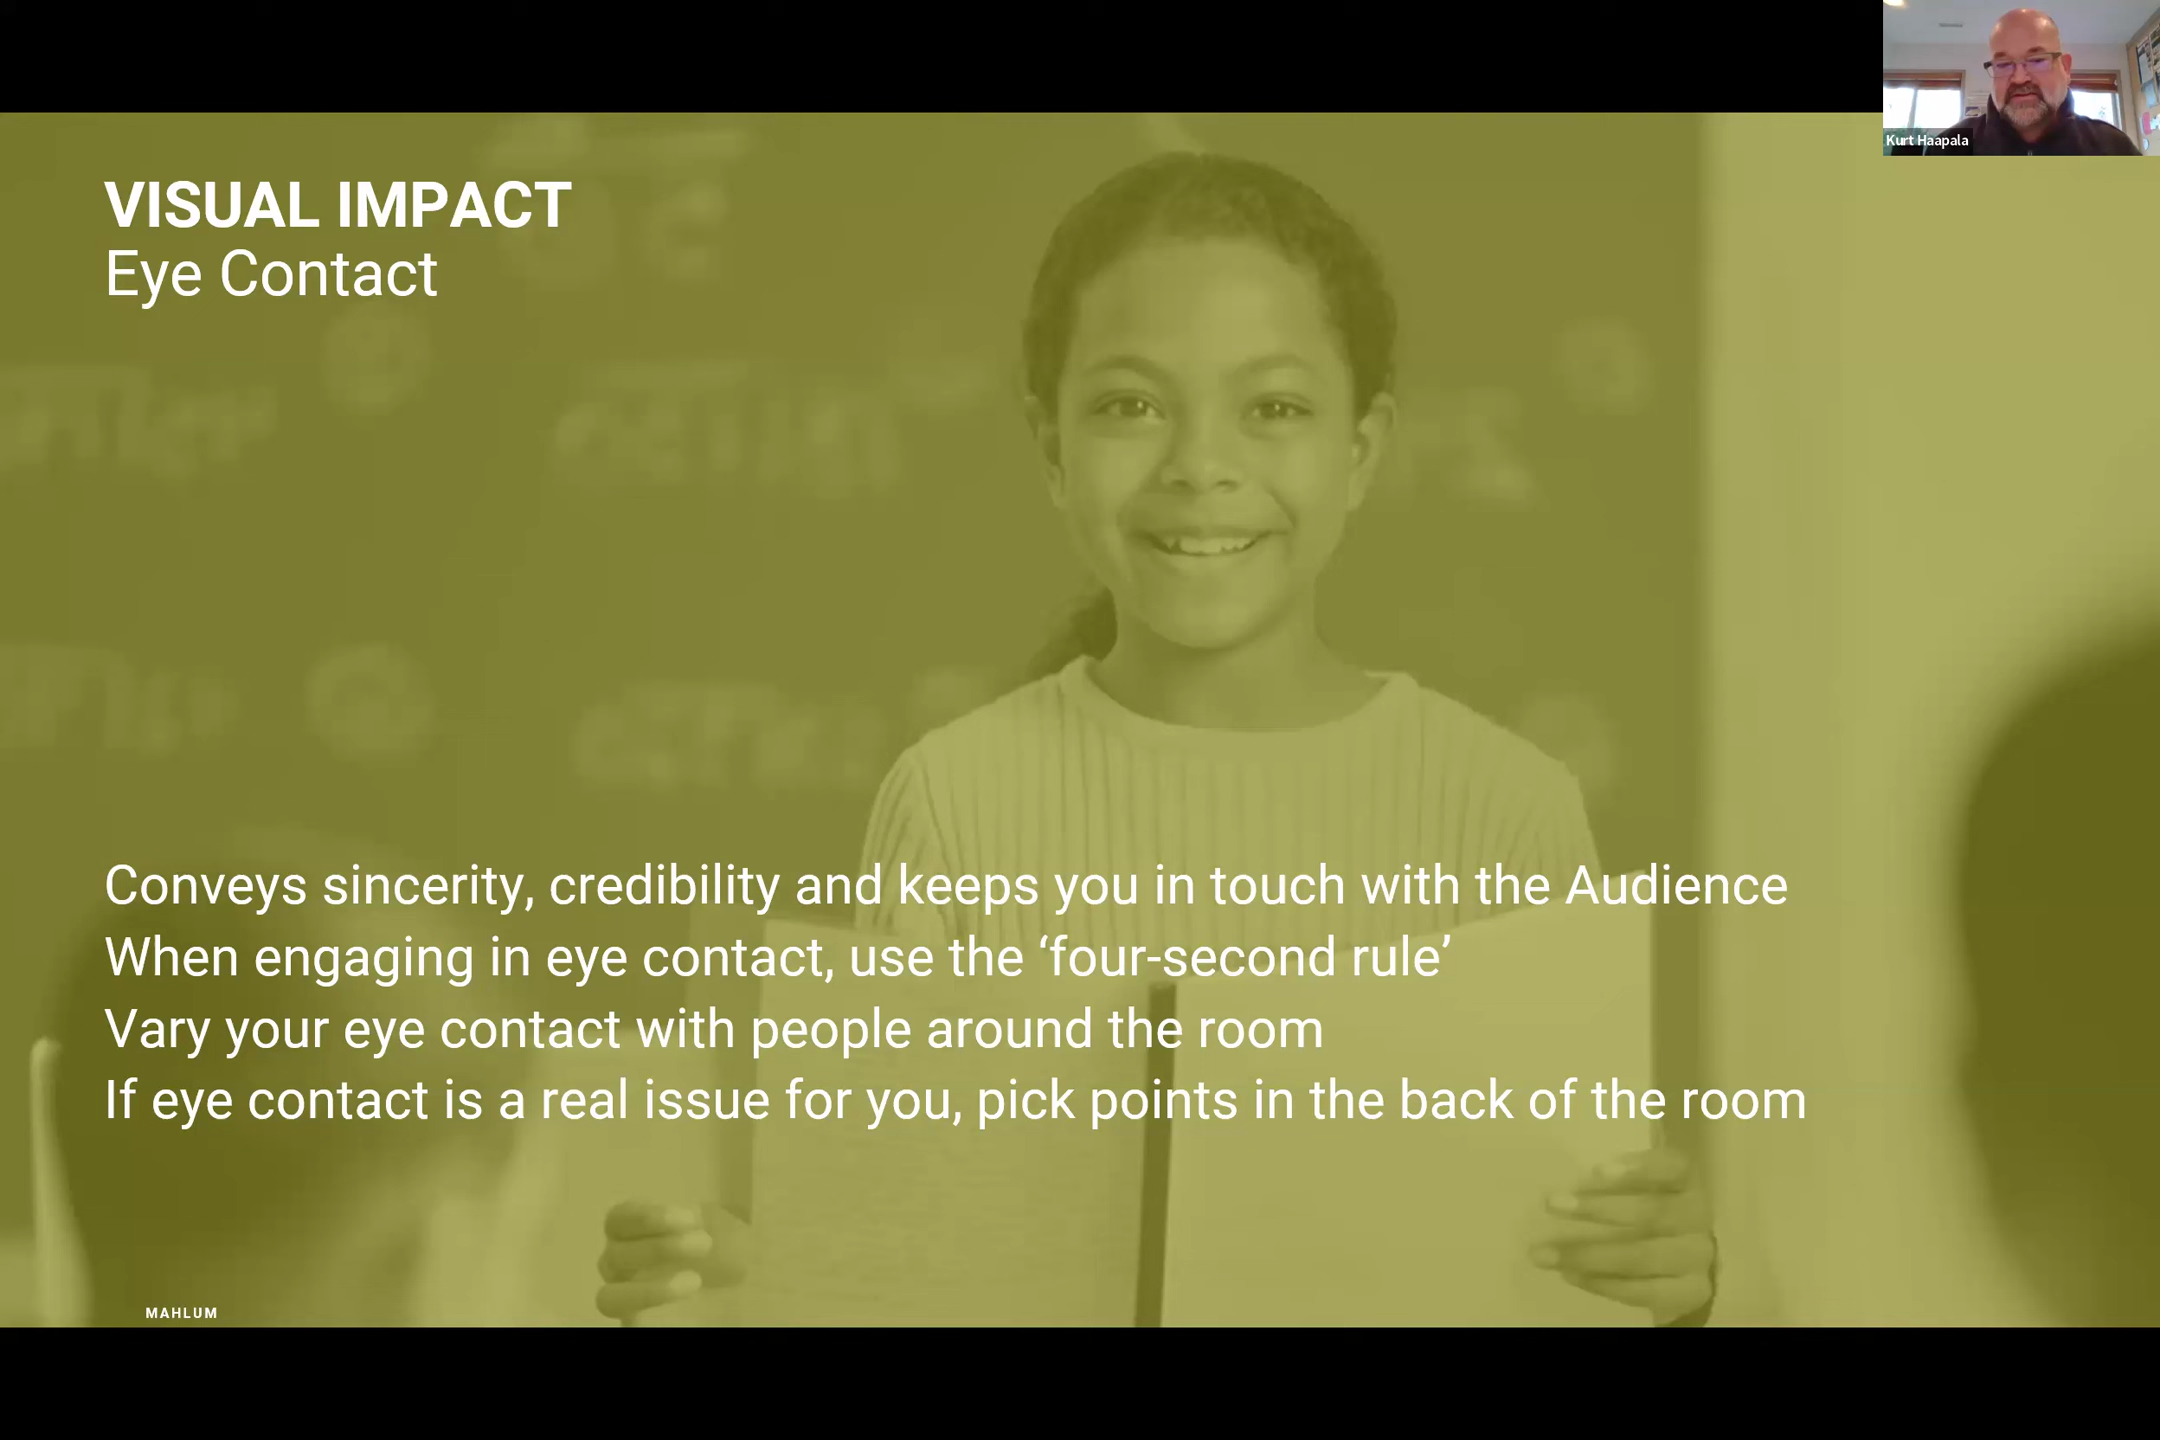 Kurt Haapala
VISUAL IMPACT
Eye Contact
Conveys sincerity, credibility and keeps you in touch with the Audience
When engaging in eye contact, use the ‘four-second rule’
Vary your eye contact with people around the room
If eye contact is a real issue for you, pick points in the back of the room
MAHLUM